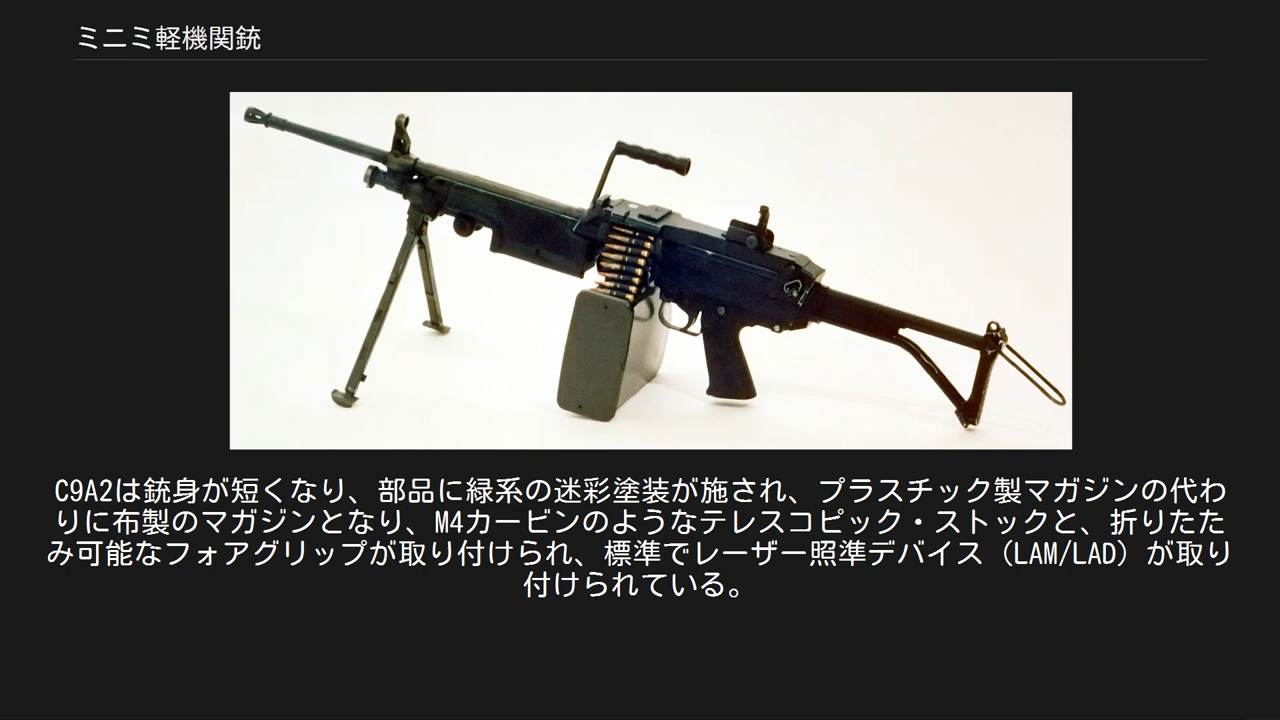 ミニミ軽機関銃
C9A2は銃身が短くなり、部品に緑系の迷彩塗装が施され、プラスチック製マガジンの代わ
りに布製のマガジンとなり、M4カービンのようなテレスコピック・ストックと、折りたた
み可能なフォアグリップが取り付けられ、標準でレーザー照準デバイス（LAM/LAD）が取り
付けられている。